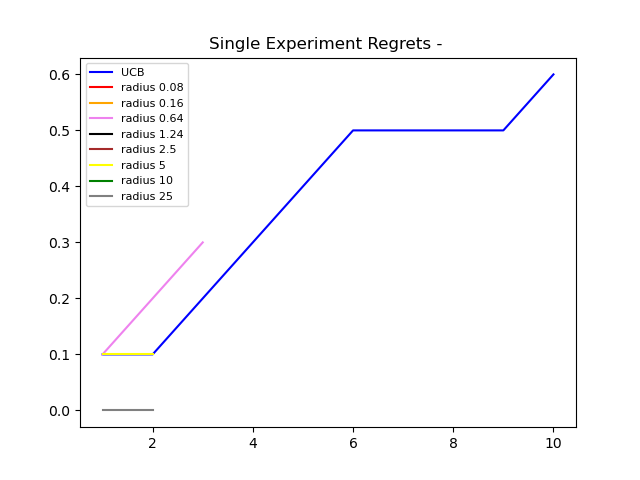 Single Experiment Regrets -
UCB
radius 0.08
radius 0.16
radius 0.64
radius 1.24
radius 2.5
radius 5
radius 10
radius 25
0.6
0.5
0.4
0.3
0.2
0.1
0.0
2 4 6 8 10